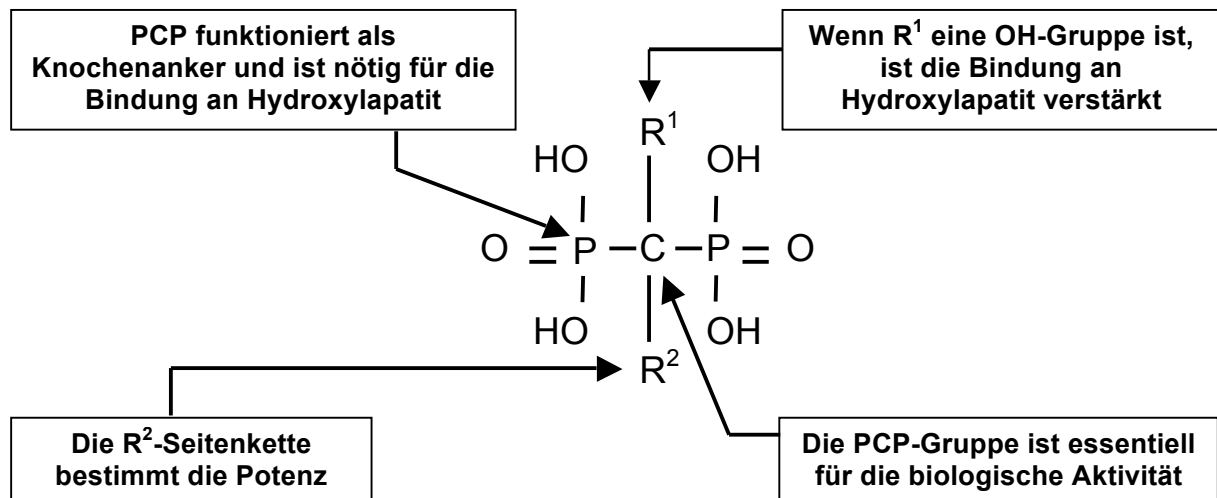 PCP funktioniert als
Knochenanker und ist nötig für die
Bindung an Hydroxylapatit
Wenn R¹ eine OH-Gruppe ist,
ist die Bindung an
Hydroxylapatit verstärkt
R¹
HO OH
O = P – C – P = O
HO OH
R²
Die R²-Seitenkette
bestimmt die Potenz
Die PCP-Gruppe ist essentiell
für die biologische Aktivität